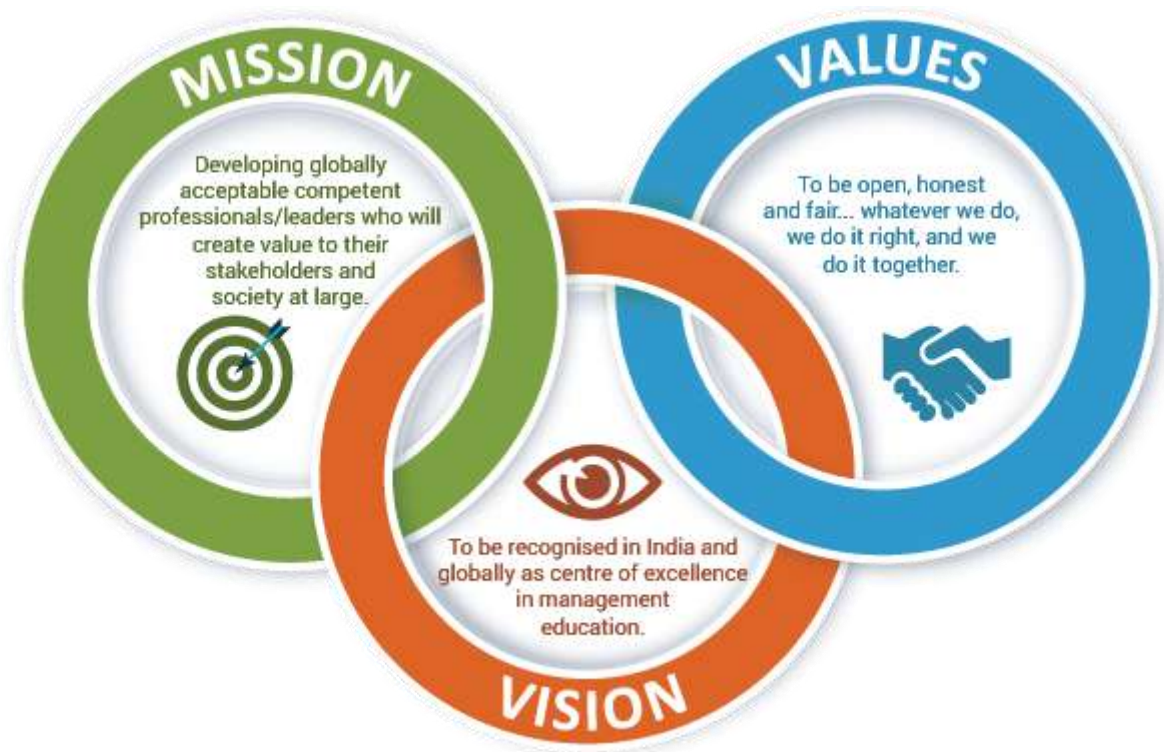 MISSION
Developing globally
acceptable competent
professionals/leaders who will
create value to their
stakeholders and
society at large.
VALUES
To be open, honest
and fair... whatever we do,
we do it right, and we
do it together.
To be recognised in India and
globally as centre of excellence
in management
education.
VISION